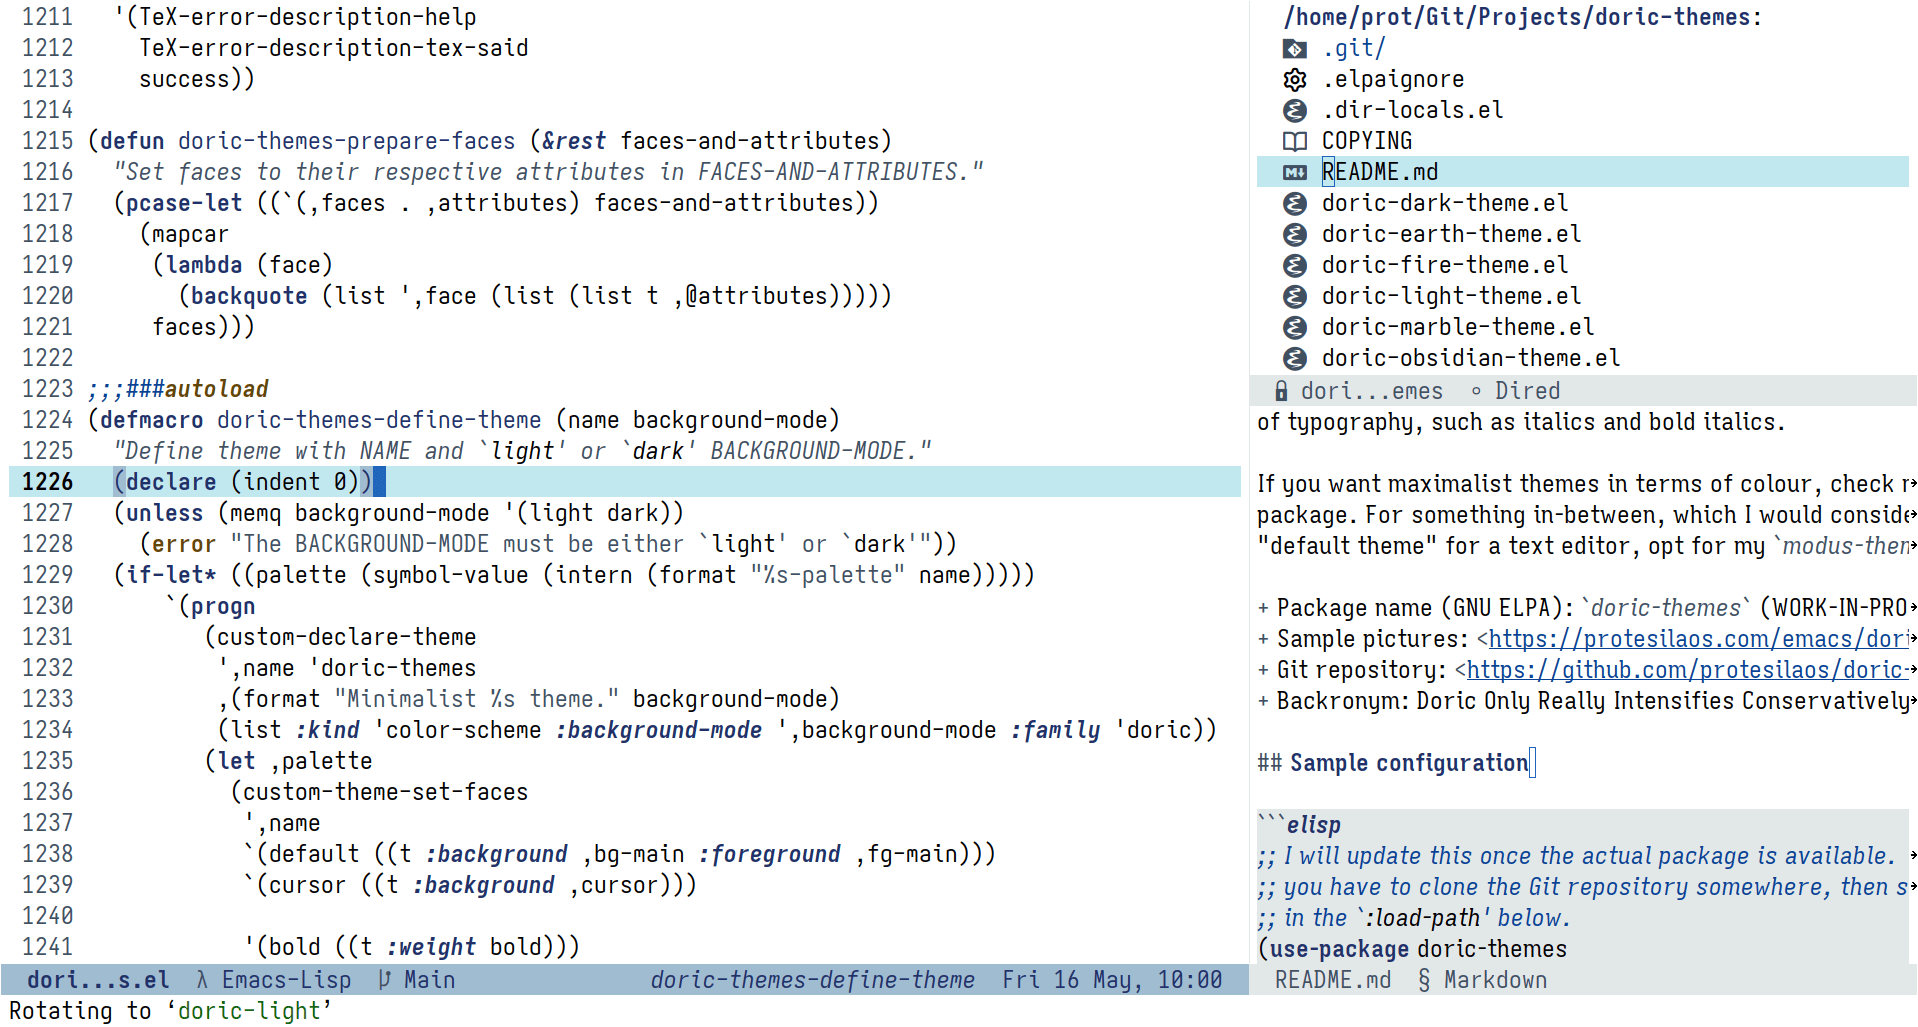 1211   '(TeX-error-description-help
1212     TeX-error-description-tex-said
1213     success))
1214
1215 (defun doric-themes-prepare-faces (&rest faces-and-attributes)
1216   "Set faces to their respective attributes in FACES-AND-ATTRIBUTES."
1217   (pcase-let ((`(,faces . ,attributes) faces-and-attributes))
1218     (mapcar
1219      (lambda (face)
1220        (backquote (list ',face (list (list t ,@attributes)))))
1221      faces)))
1222
1223 ;;;###autoload
1224 (defmacro doric-themes-define-theme (name background-mode)
1225   "Define theme with NAME and `light' or `dark' BACKGROUND-MODE."
1226   (declare (indent 0))
1227   (unless (memq background-mode '(light dark))
1228     (error "The BACKGROUND-MODE must be either `light' or `dark'"))
1229   (if-let* ((palette (symbol-value (intern (format "%s-palette" name)))))
1230       `(progn
1231          (custom-declare-theme
1232           ',name 'doric-themes
1233           ,(format "Minimalist %s theme." background-mode)
1234           (list :kind 'color-scheme :background-mode ',background-mode :family 'doric))
1235          (let ,palette
1236            (custom-theme-set-faces
1237             ',name
1238             `(default ((t :background ,bg-main :foreground ,fg-main)))
1239             `(cursor ((t :background ,cursor)))
1240
1241             '(bold ((t :weight bold)))
dori...s.el λ Emacs-Lisp Main doric-themes-define-theme Fri 16 May, 10:00
Rotating to ‘doric-light’
/home/prot/Git/Projects/doric-themes:
.git/
.elpaignore
.dir-locals.el
COPYING
README.md
doric-dark-theme.el
doric-earth-theme.el
doric-fire-theme.el
doric-light-theme.el
doric-marble-theme.el
doric-obsidian-theme.el
dori...emes ∘ Dired
of typography, such as italics and bold italics.

If you want maximalist themes in terms of colour, check
package. For something in-between, which I would conside
"default theme" for a text editor, opt for my `modus-them

+ Package name (GNU ELPA): `doric-themes` (WORK-IN-PRO
+ Sample pictures: <https://protesilaos.com/emacs/dori
+ Git repository: <https://github.com/protesilaos/doric-
+ Backronym: Doric Only Really Intensifies Conservatively

## Sample configuration

```elisp
;; I will update this once the actual package is available.
;; you have to clone the Git repository somewhere, then s
;; in the `:load-path' below.
(use-package doric-themes
README.md § Markdown